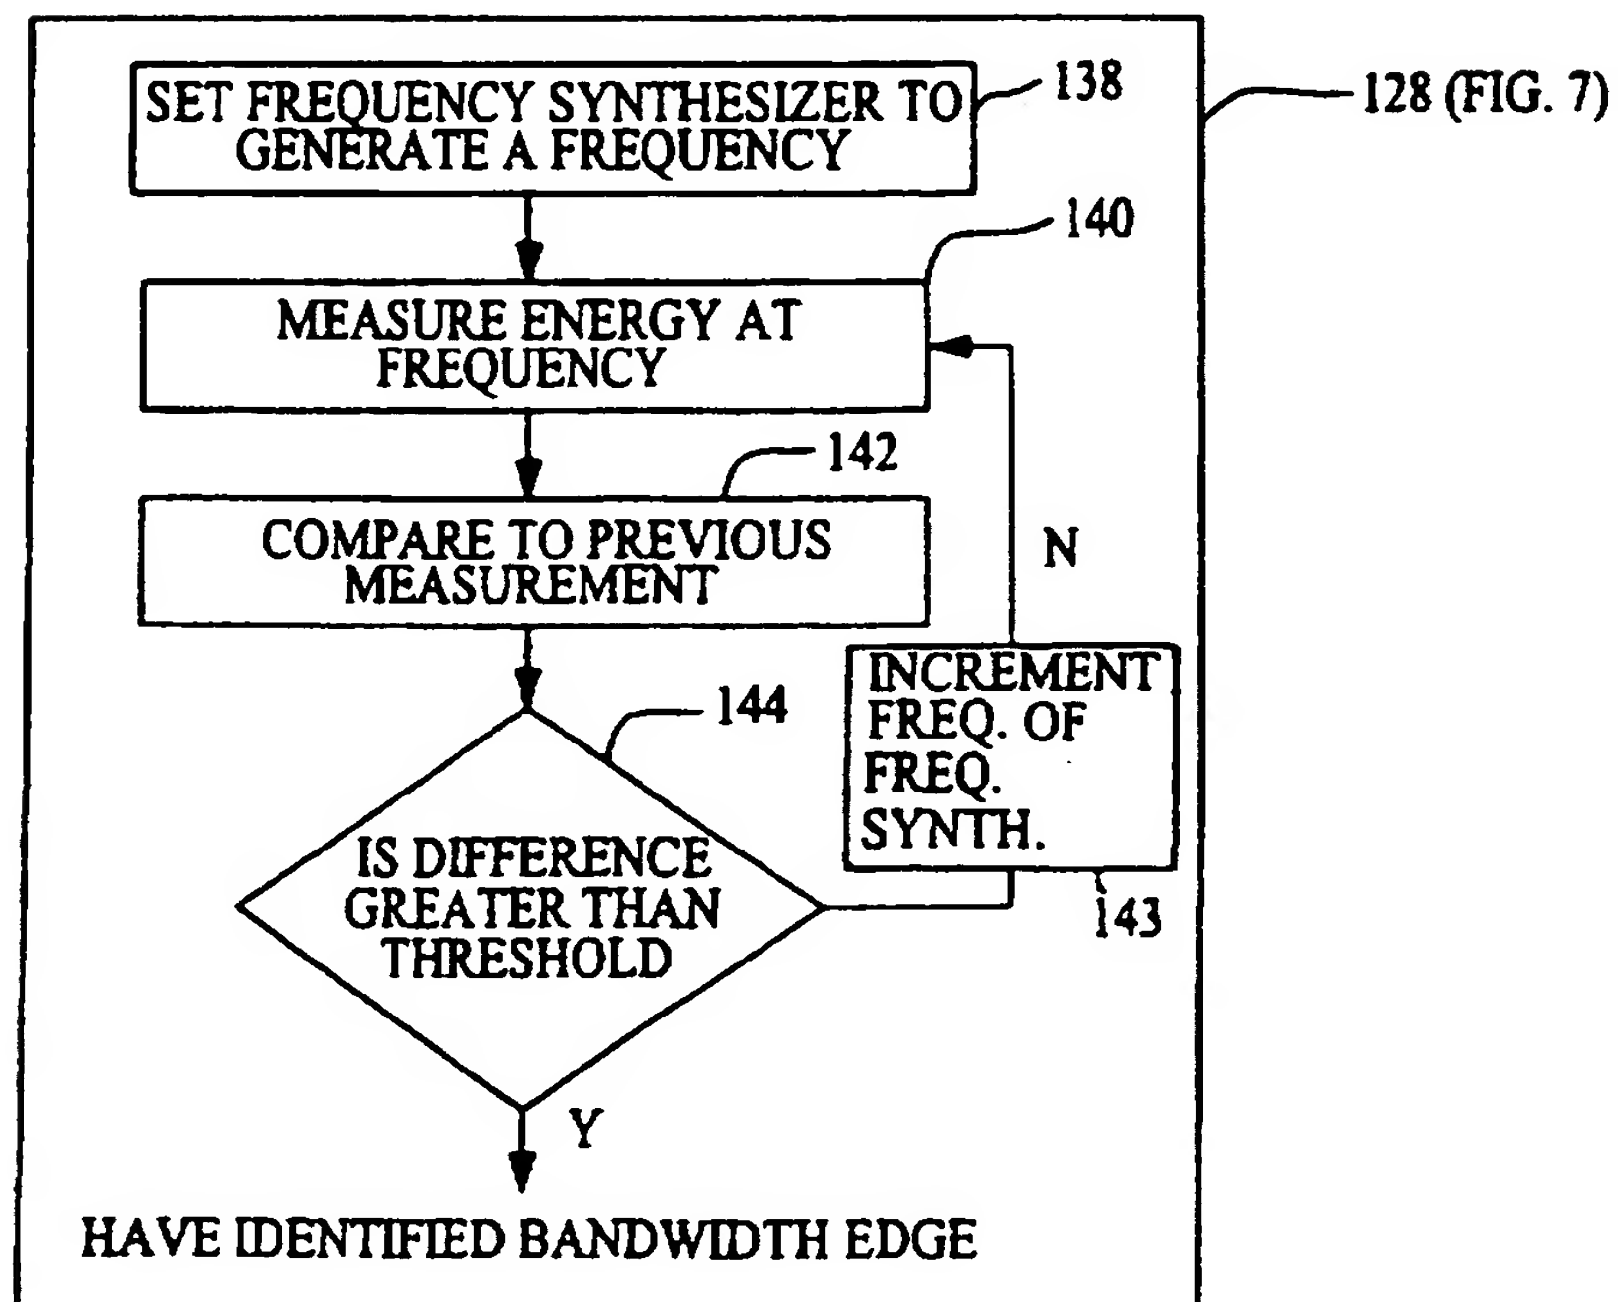 SET FREQUENCY SYNTHESIZER TO
GENERATE A FREQUENCY
138
128 (FIG. 7)
140
MEASURE ENERGY AT
FREQUENCY
142
COMPARE TO PREVIOUS
MEASUREMENT
N
INCREMENT
FREQ. OF
FREQ.
SYNTH.
143
144
IS DIFFERENCE
GREATER THAN
THRESHOLD
Y
HAVE IDENTIFIED BANDWIDTH EDGE